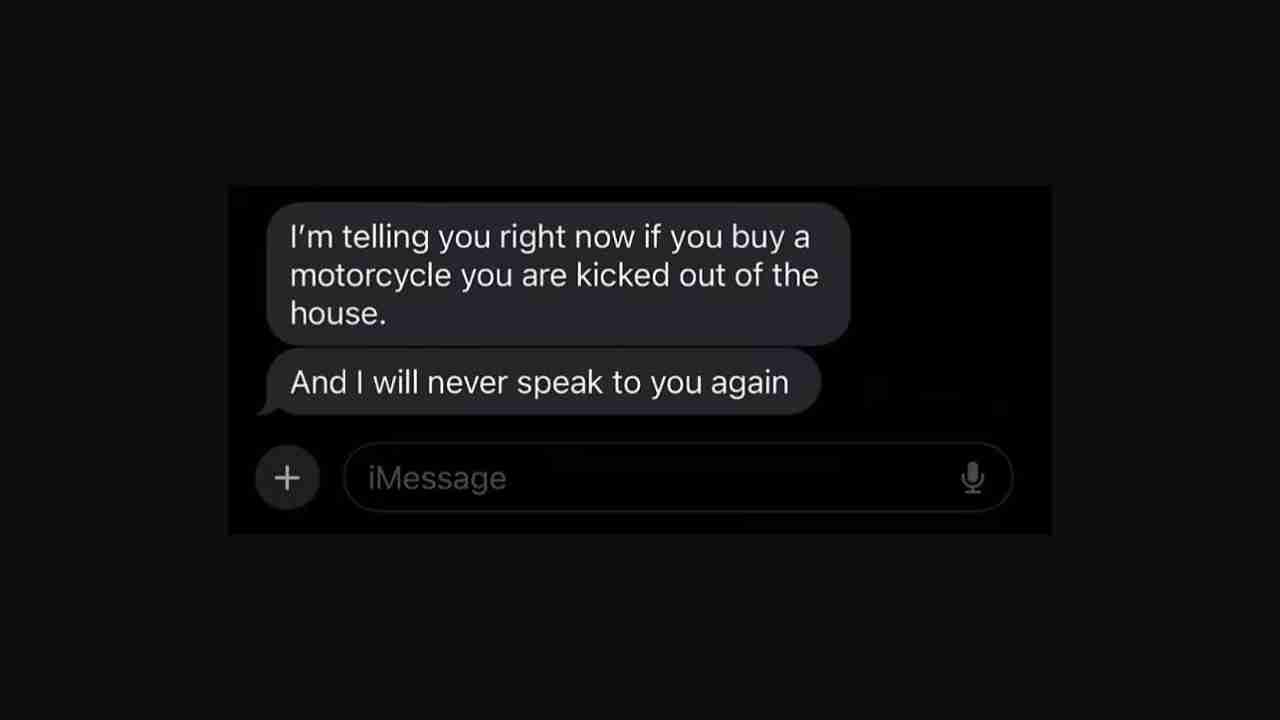 I’m telling you right now if you buy a
motorcycle you are kicked out of the
house.
And I will never speak to you again
iMessage